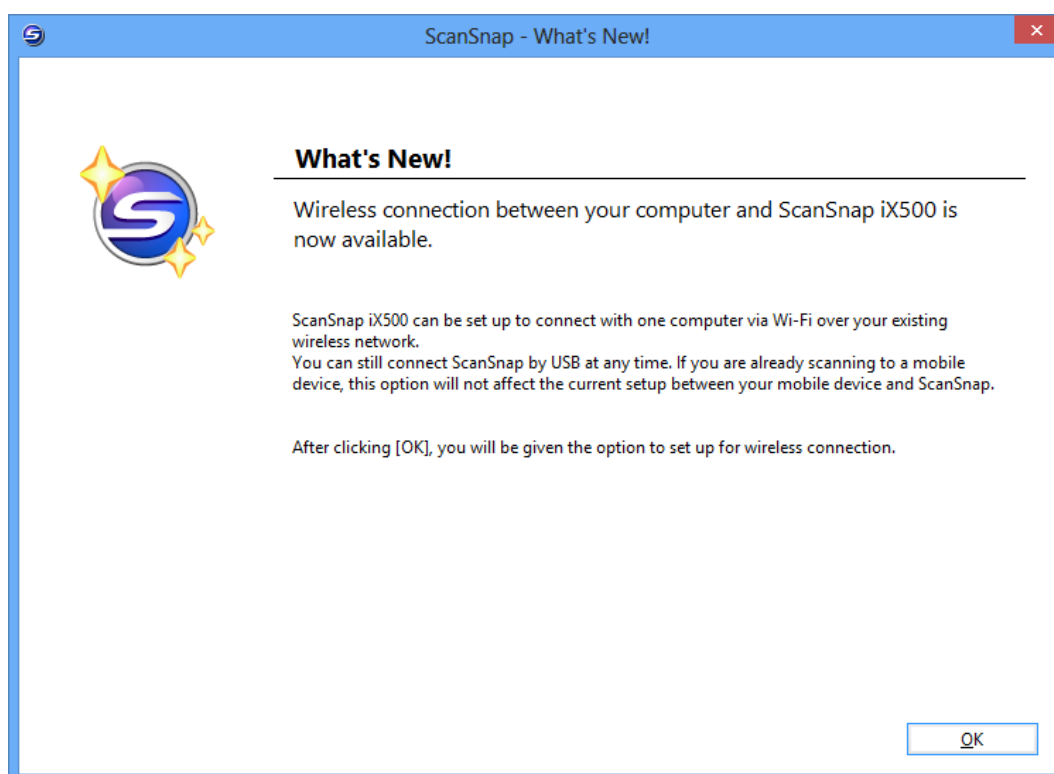 ScanSnap - What's New!
What's New!
Wireless connection between your computer and ScanSnap iX500 is
now available.
ScanSnap iX500 can be set up to connect with one computer via Wi-Fi over your existing
wireless network.
You can still connect ScanSnap by USB at any time. If you are already scanning to a mobile
device, this option will not affect the current setup between your mobile device and ScanSnap.
After clicking [OK], you will be given the option to set up for wireless connection.
OK